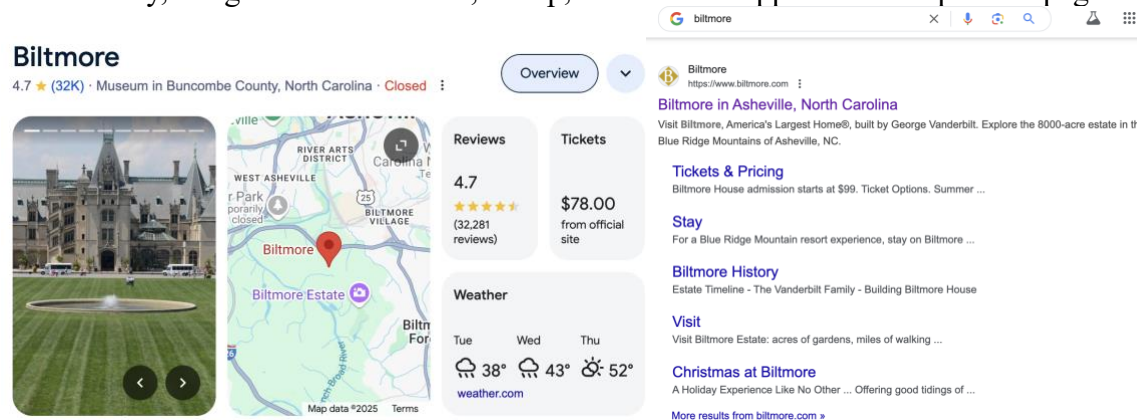 Biltmore
4.7 ★ (32K) · Museum in Buncombe County, North Carolina · Closed
Overview
RIVER ARTS
DISTRICT
WEST ASHEVILLE
r Park
porarily
closed
25
BILTMORE
VILLAGE
Biltmore
Biltmore Estate
Biltm
For
Map data ©2025 Terms
Reviews
4.7
(32,281
reviews)
Tickets
$78.00
from official
site
Weather
Tue Wed Thu
38° 43° 52°
weather.com
biltmore
Biltmore
https://www.biltmore.com
Biltmore in Asheville, North Carolina
Visit Biltmore, America's Largest Home®, built by George Vanderbilt. Explore the 8000-acre estate in th
Blue Ridge Mountains of Asheville, NC.
Tickets & Pricing
Biltmore House admission starts at $99. Ticket Options. Summer ...
Stay
For a Blue Ridge Mountain resort experience, stay on Biltmore ...
Biltmore History
Estate Timeline - The Vanderbilt Family - Building Biltmore House
Visit
Visit Biltmore Estate: acres of gardens, miles of walking ...
Christmas at Biltmore
A Holiday Experience Like No Other ... Offering good tidings of ...
More results from biltmore.com »